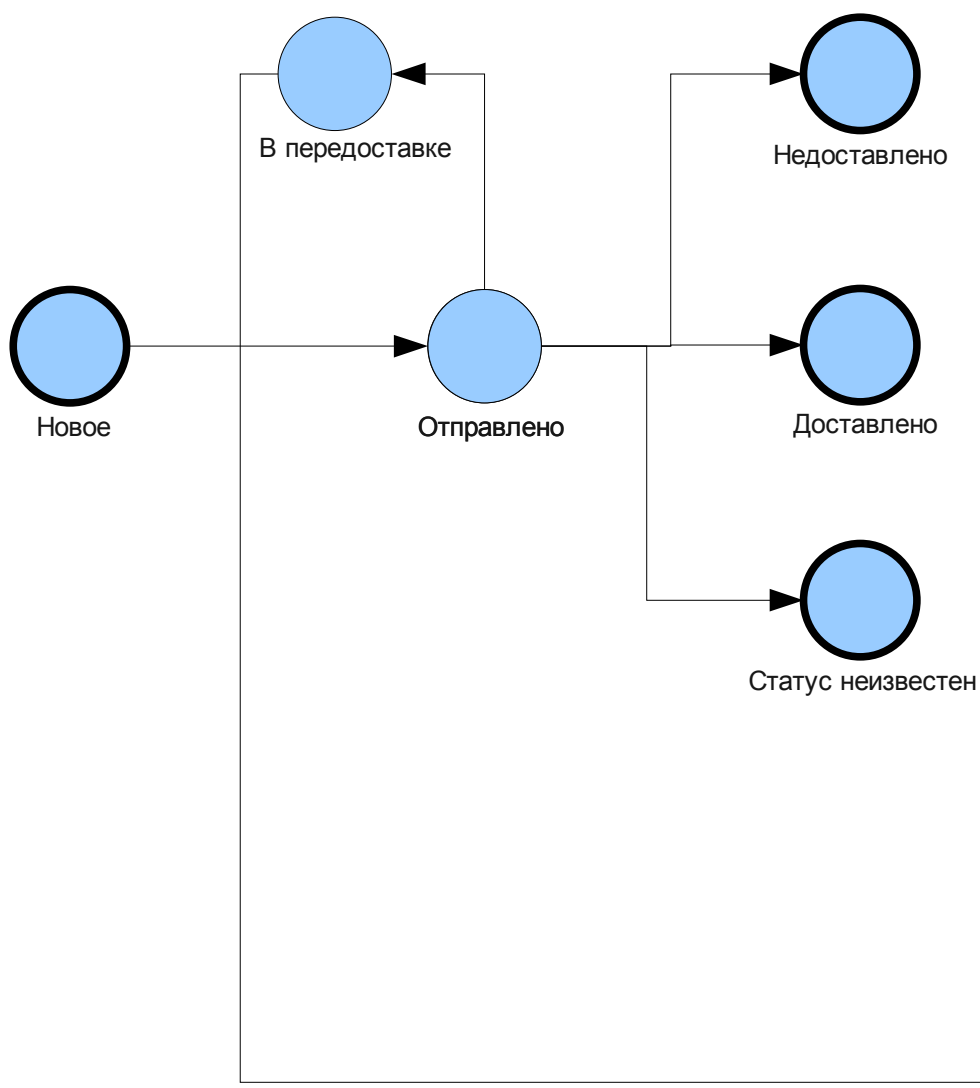 В передоставке
Недоставлено
Новое
Отправлено
Доставлено
Статус неизвестен